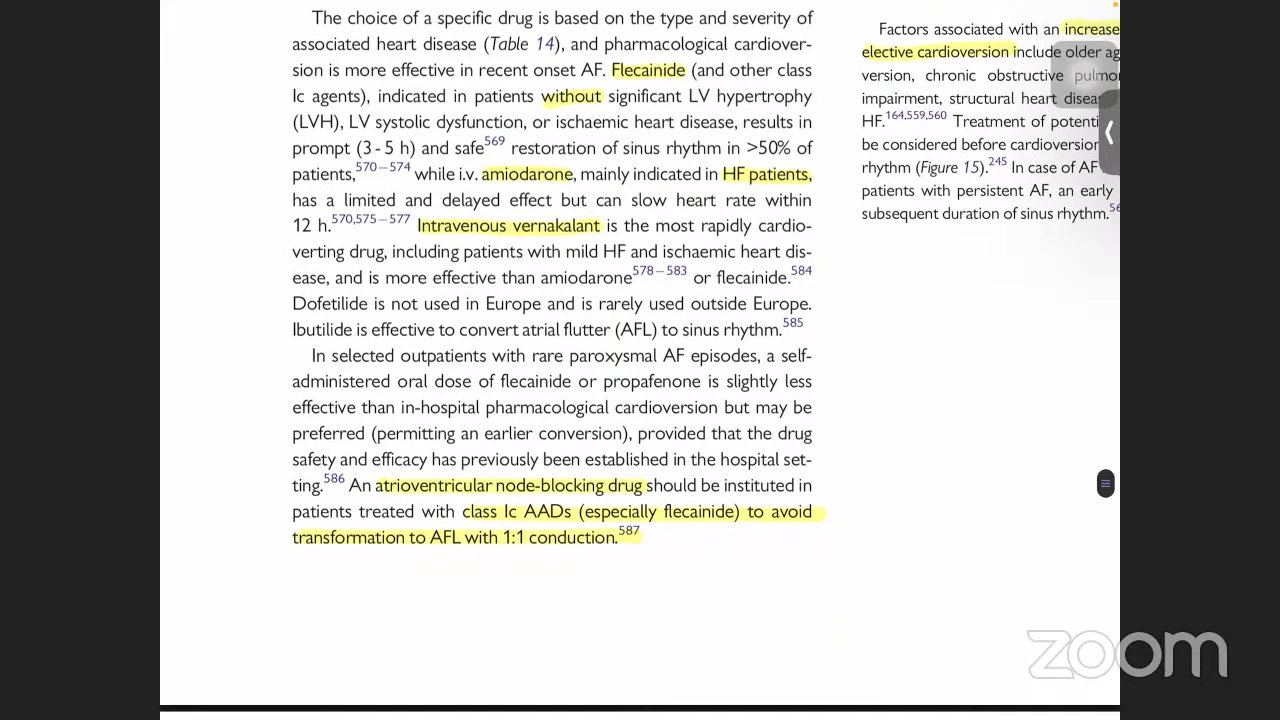 The choice of a specific drug is based on the type and severity of
associated heart disease (Table 14), and pharmacological cardiover-
sion is more effective in recent onset AF. Flecainide (and other class
Ic agents), indicated in patients without significant LV hypertrophy
(LVH), LV systolic dysfunction, or ischaemic heart disease, results in
prompt (3 - 5 h) and safe569 restoration of sinus rhythm in >50% of
patients,570–574 while i.v. amiodarone, mainly indicated in HF patients,
has a limited and delayed effect but can slow heart rate within
12 h.570,575–577 Intravenous vernakalant is the most rapidly cardio-
verting drug, including patients with mild HF and ischaemic heart dis-
ease, and is more effective than amiodarone578–583 or flecainide.584
Dofetilide is not used in Europe and is rarely used outside Europe.
Ibutilide is effective to convert atrial flutter (AFL) to sinus rhythm.585
In selected outpatients with rare paroxysmal AF episodes, a self-
administered oral dose of flecainide or propafenone is slightly less
effective than in-hospital pharmacological cardioversion but may be
preferred (permitting an earlier conversion), provided that the drug
safety and efficacy has previously been established in the hospital set-
ting.586 An atrioventricular node-blocking drug should be instituted in
patients treated with class Ic AADs (especially flecainide) to avoid
transformation to AFL with 1:1 conduction.587
Factors associated with an increase
elective cardioversion include older ag
version, chronic obstructive pulmo
impairment, structural heart diseas
HF.164,559,560 Treatment of potenti
be considered before cardioversion
rhythm (Figure 15).245 In case of AF
patients with persistent AF, an early
subsequent duration of sinus rhythm.56
zoom